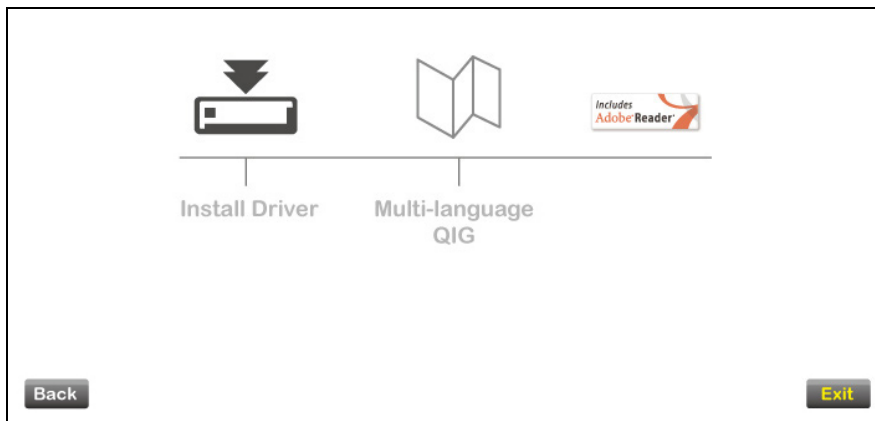 Includes
Adobe® Reader®
Install Driver
Multi-language
QIG
Back
Exit